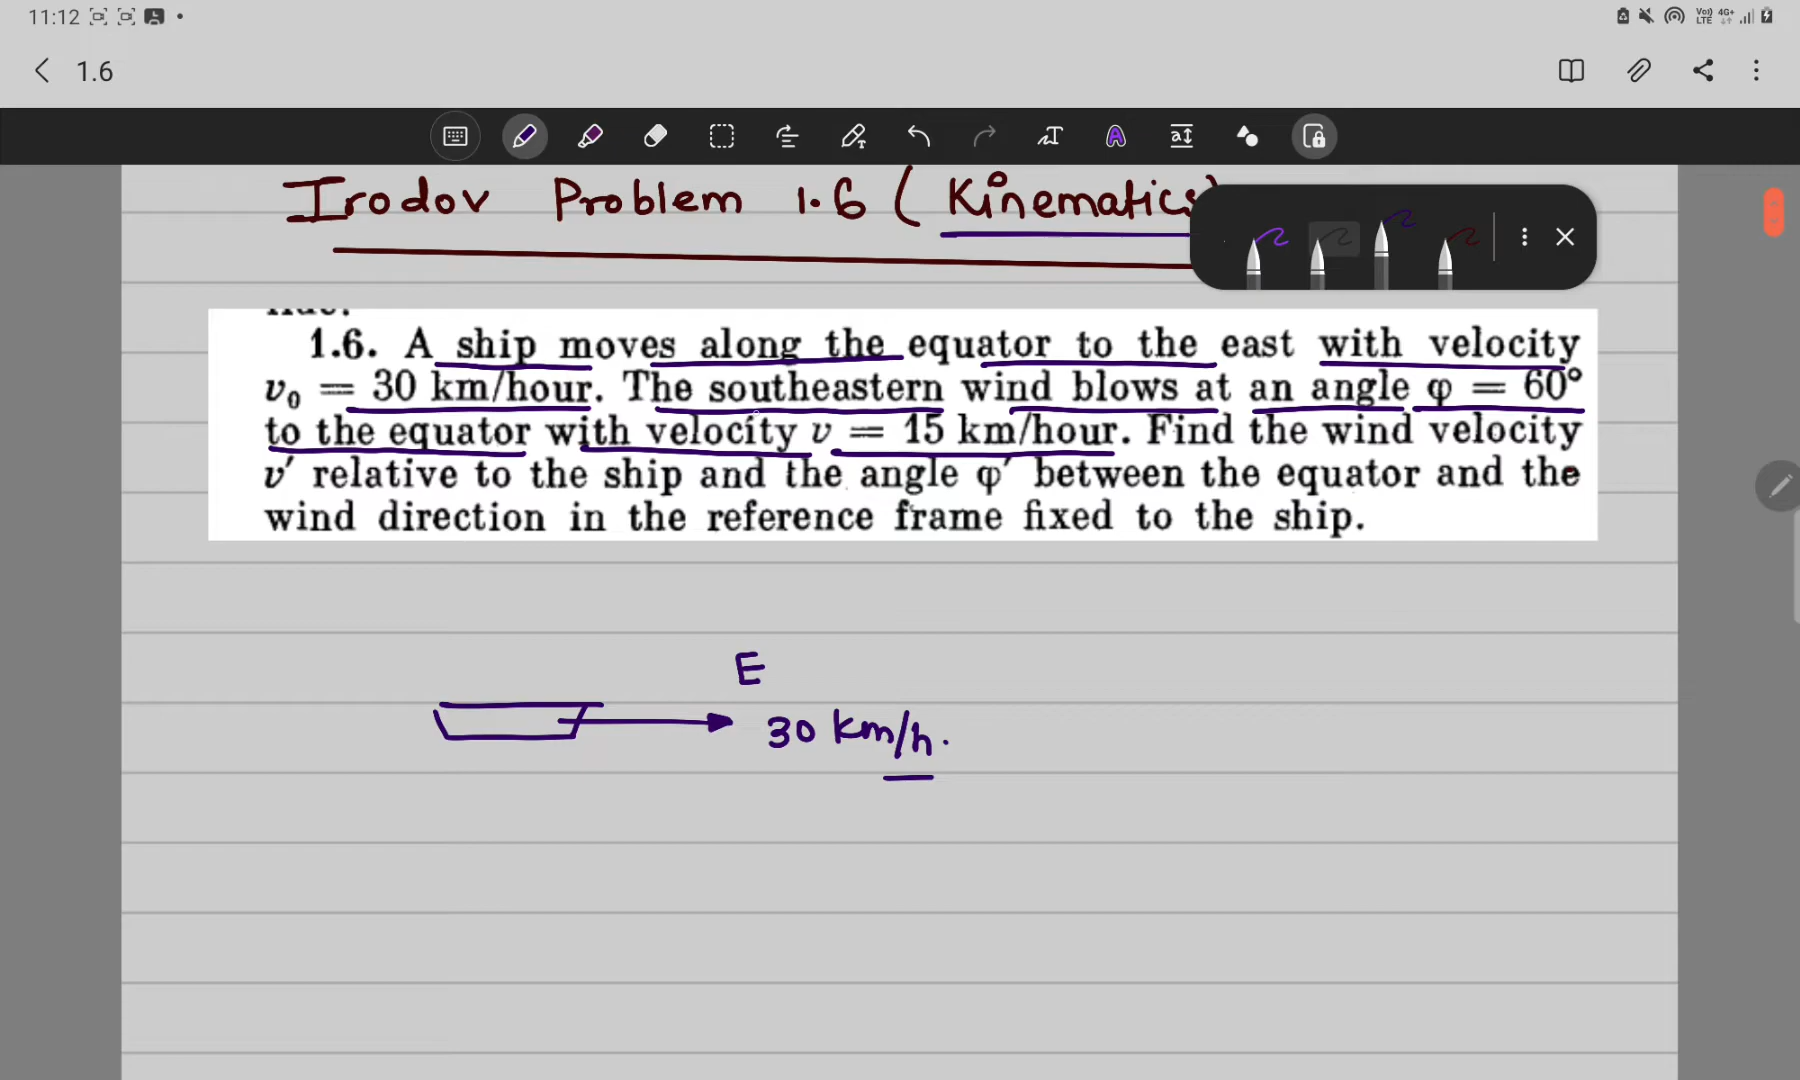 11:12
Vo) 4G+
LTE
1.6
Irodov Problem 1.6 (Kinematics)
1.6. A ship moves along the equator to the east with velocity
v₀ = 30 km/hour. The southeastern wind blows at an angle φ = 60°
to the equator with velocity v = 15 km/hour. Find the wind velocity
v′ relative to the ship and the angle φ′ between the equator and the
wind direction in the reference frame fixed to the ship.
E
30 km/h.